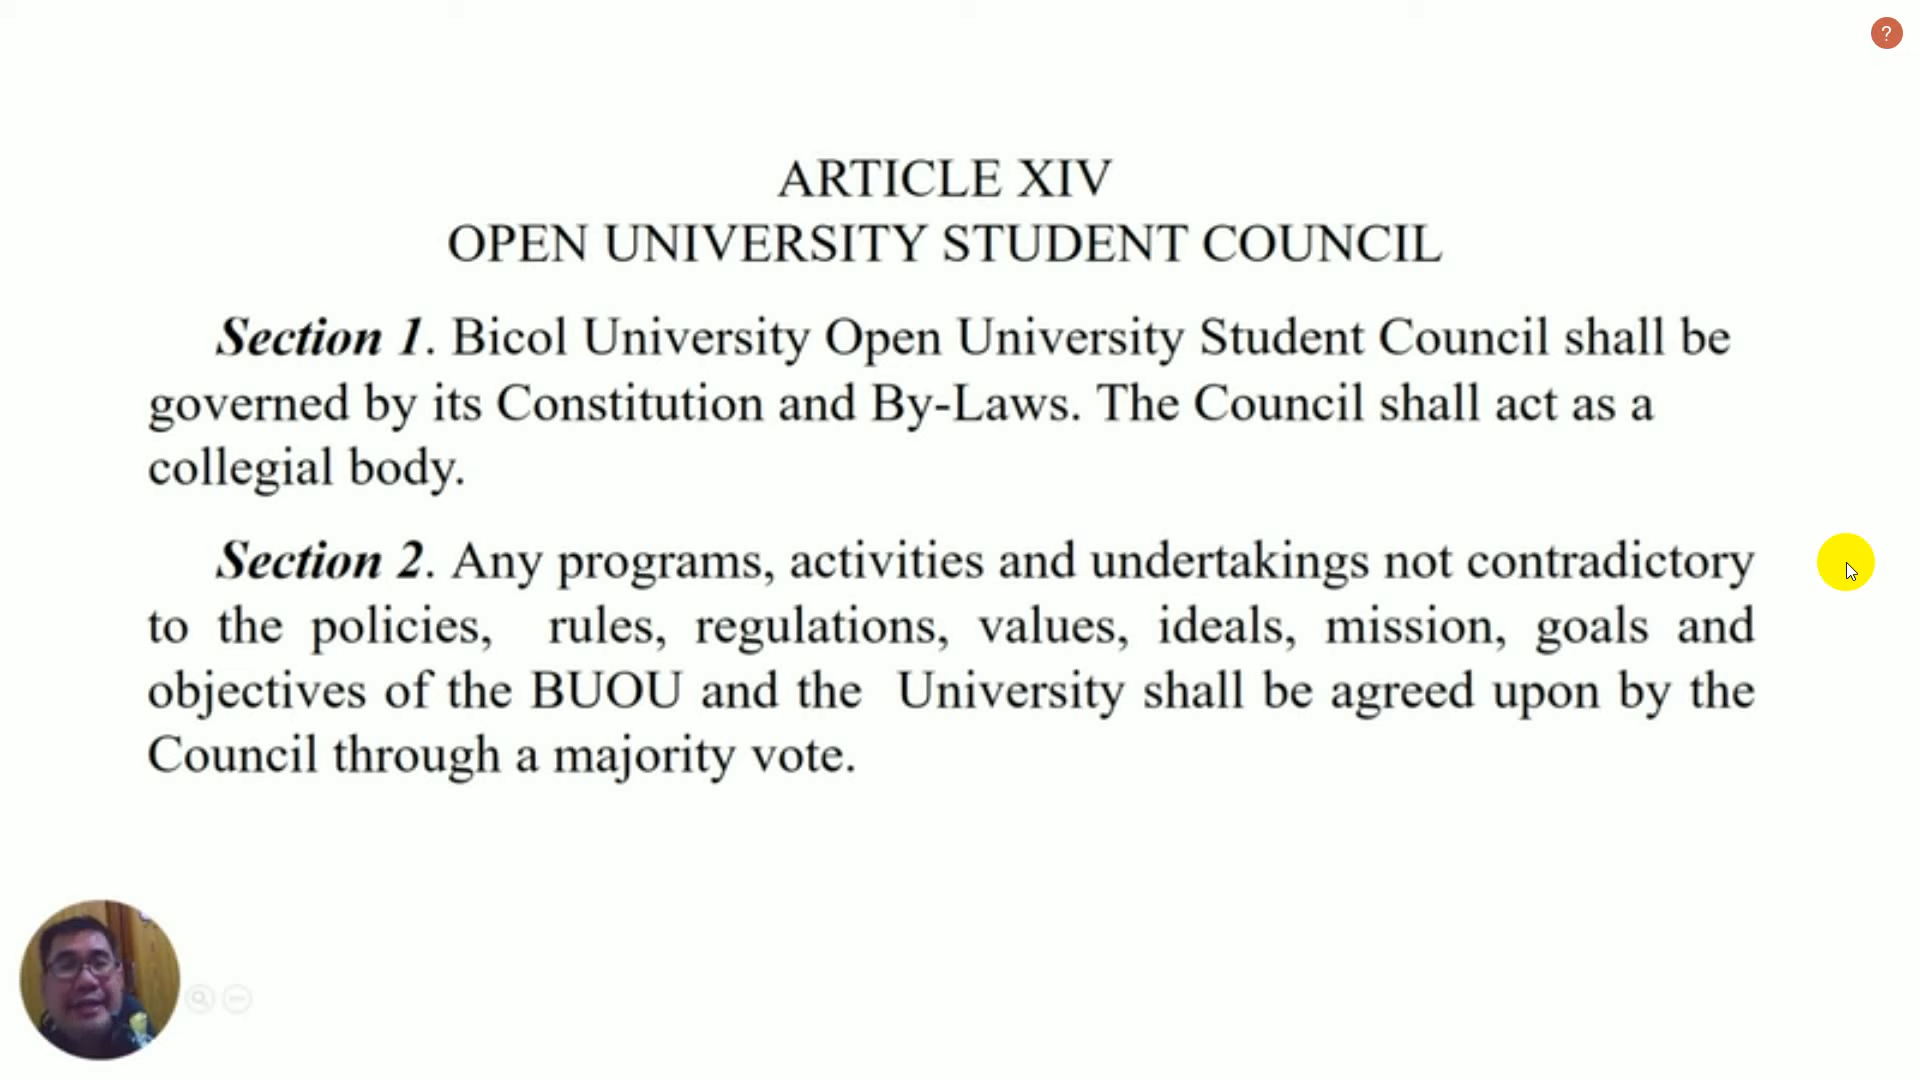 ?
ARTICLE XIV
OPEN UNIVERSITY STUDENT COUNCIL
Section 1. Bicol University Open University Student Council shall be
governed by its Constitution and By-Laws. The Council shall act as a
collegial body.
Section 2. Any programs, activities and undertakings not contradictory
to the policies, rules, regulations, values, ideals, mission, goals and
objectives of the BUOU and the University shall be agreed upon by the
Council through a majority vote.